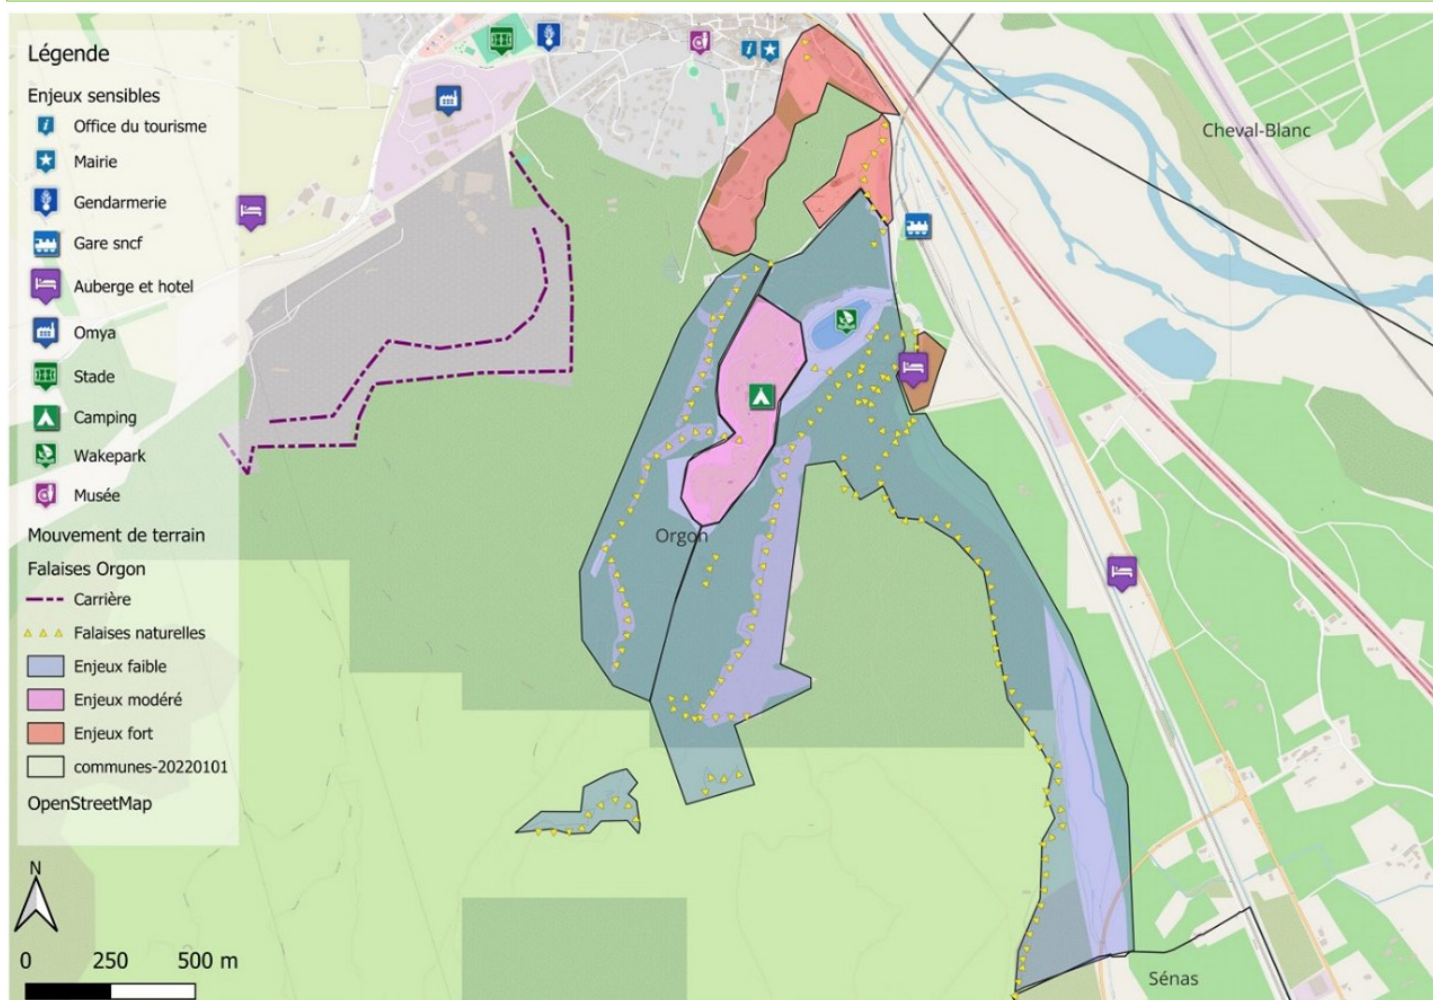 Légende
Enjeux sensibles
Office du tourisme
Mairie
Gendarmerie
Gare sncf
Auberge et hotel
Omya
Stade
Camping
Wakepark
Musée
Mouvement de terrain
Falaises Orgon
Carrière
Falaises naturelles
Enjeux faible
Enjeux modéré
Enjeux fort
communes-20220101
OpenStreetMap
N
0 250 500 m
Cheval-Blanc
Orgon
Sénas